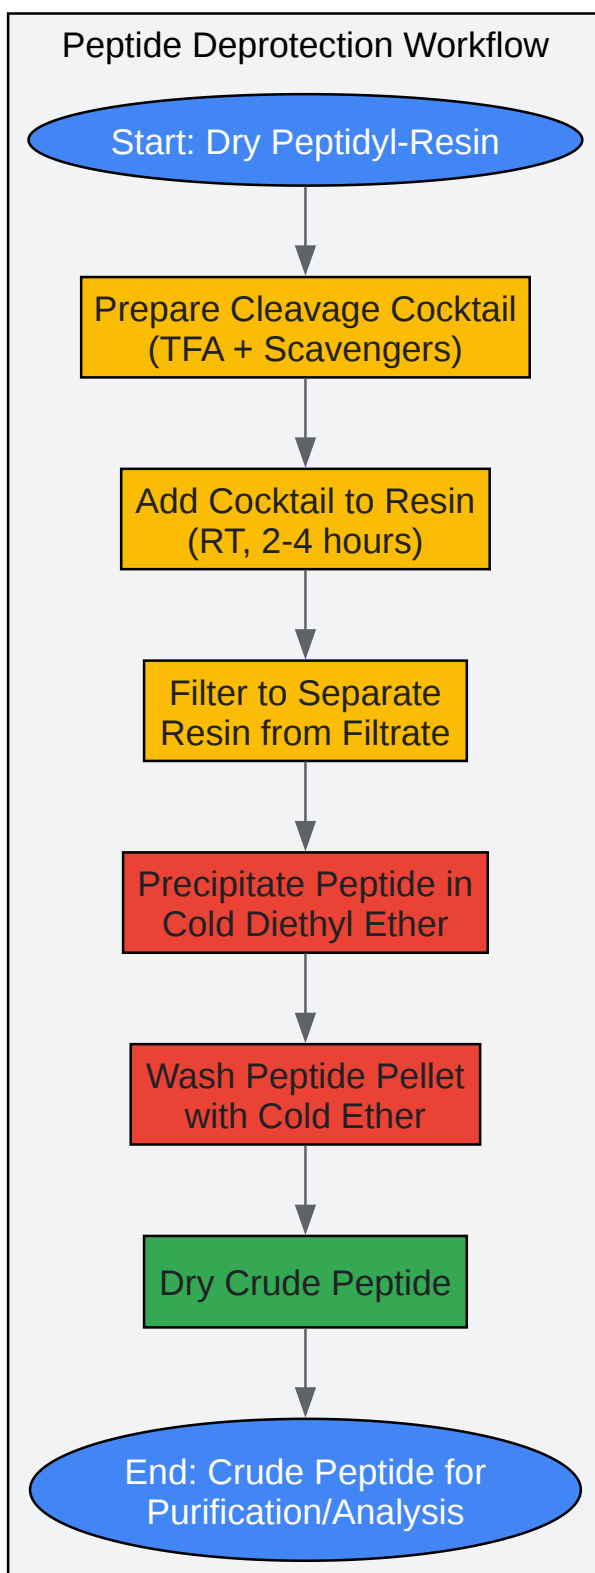 Peptide Deprotection Workflow
Start: Dry Peptidyl-Resin
Prepare Cleavage Cocktail
(TFA + Scavengers)
Add Cocktail to Resin
(RT, 2-4 hours)
Filter to Separate
Resin from Filtrate
Precipitate Peptide in
Cold Diethyl Ether
Wash Peptide Pellet
with Cold Ether
Dry Crude Peptide
End: Crude Peptide for
Purification/Analysis